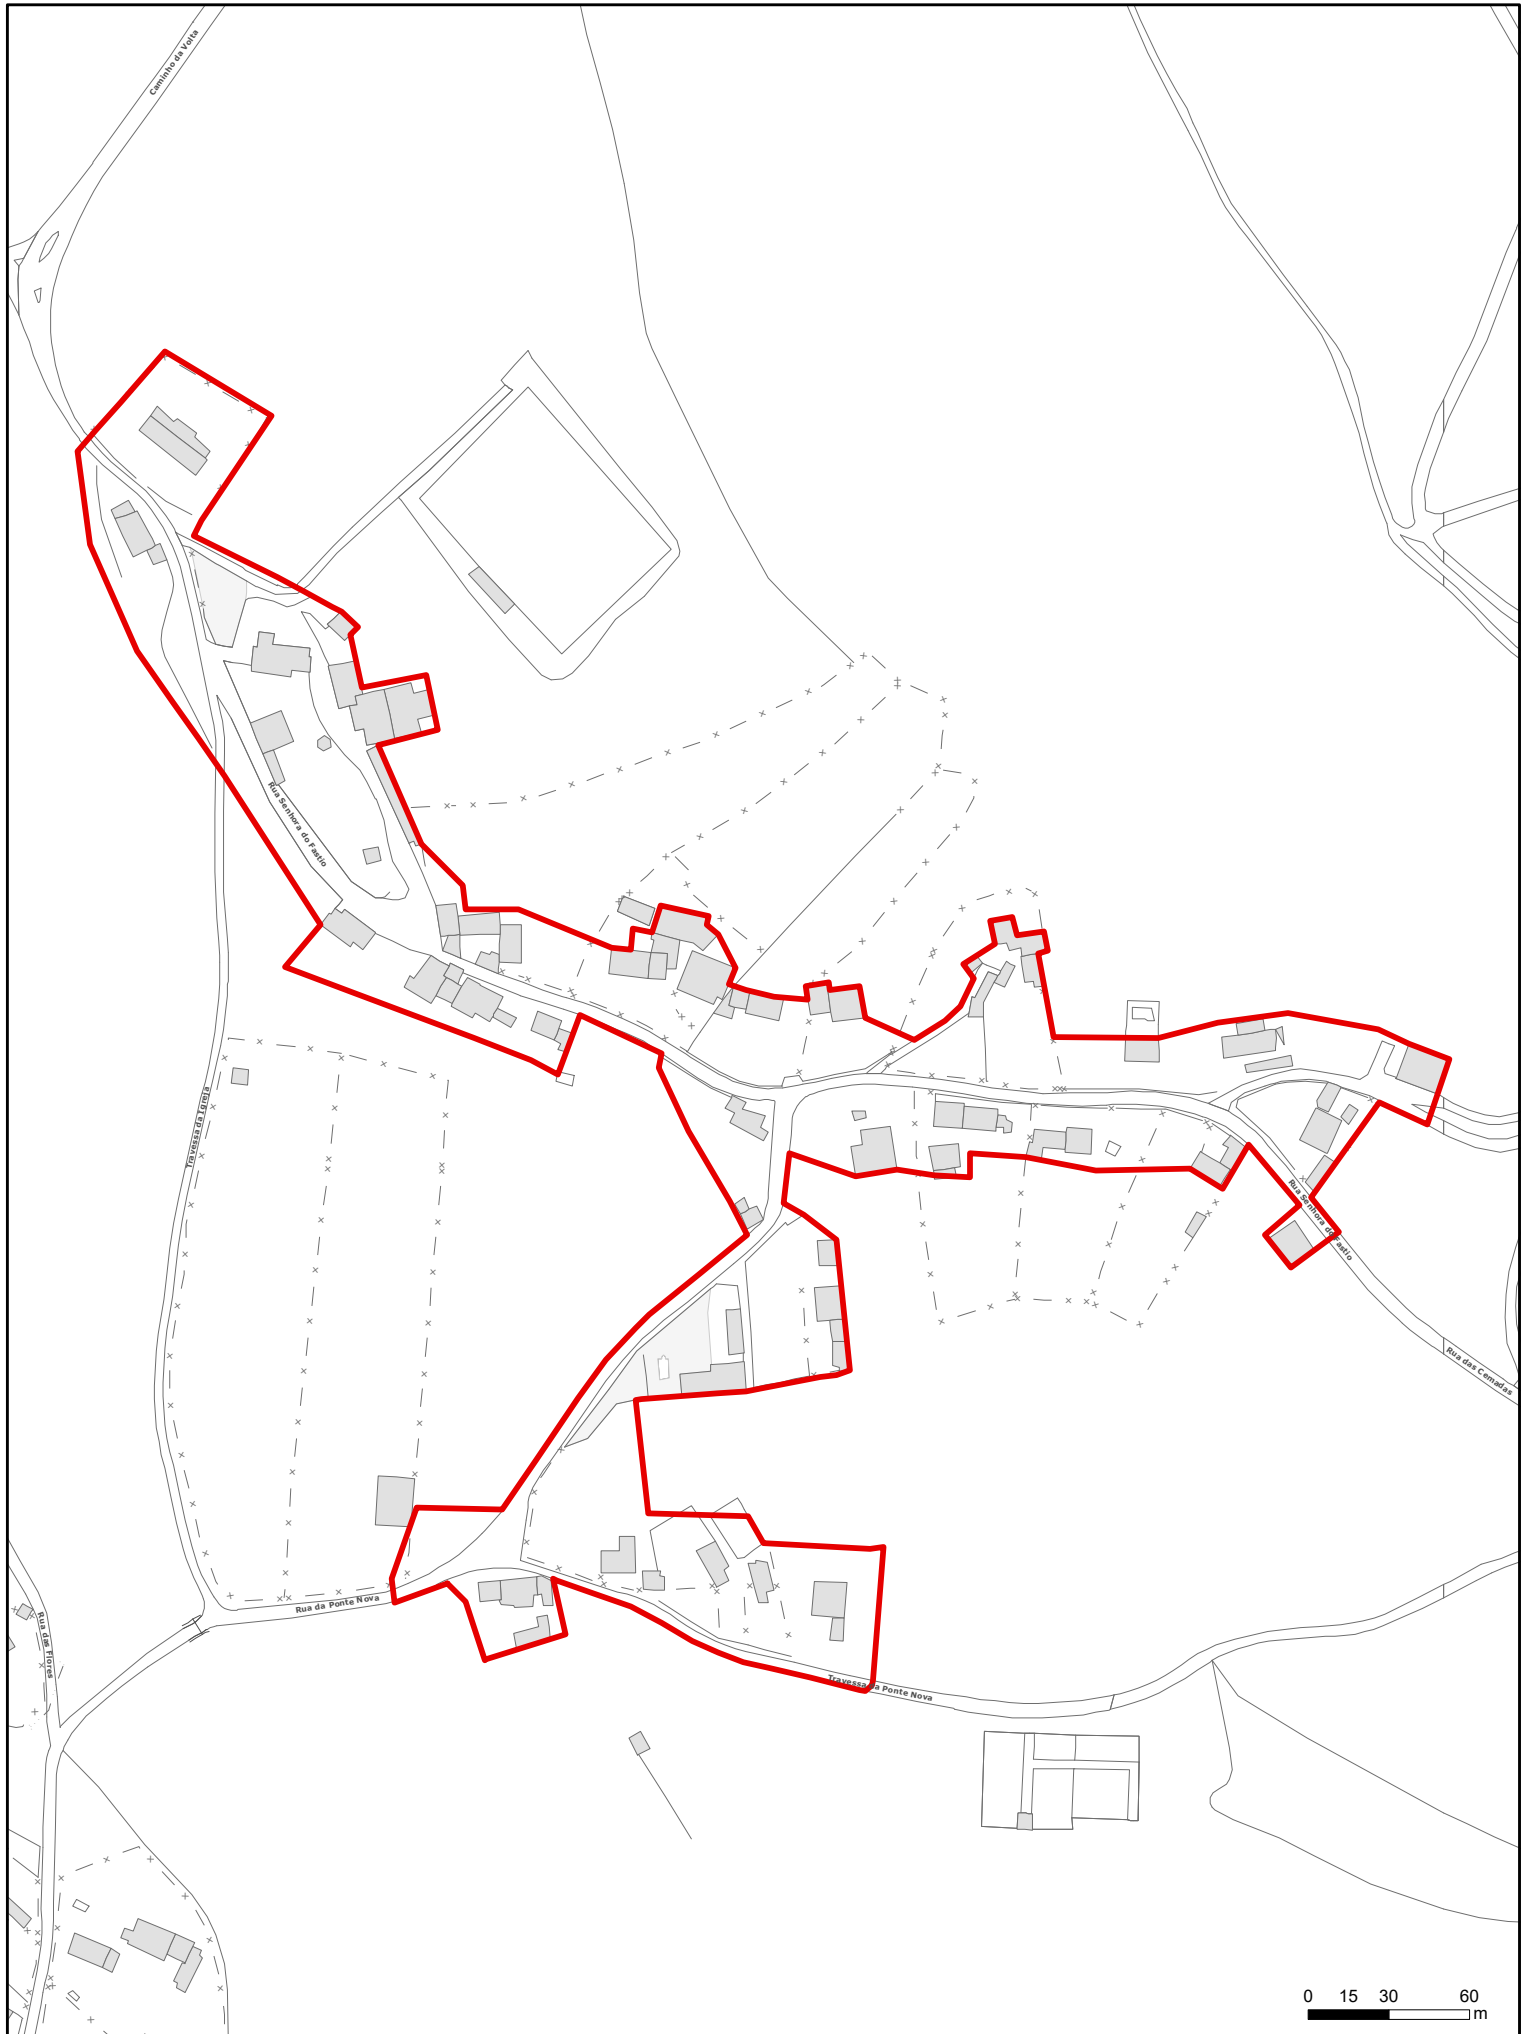 Caminho da Volta
Rua Senhora do Fastio
Travessa da Igreja
Rua Senhora do Fastio
Rua das Cemadas
Rua da Ponte Nova
Rua das Flores
Travessa da Ponte Nova
0 15 30 60
m